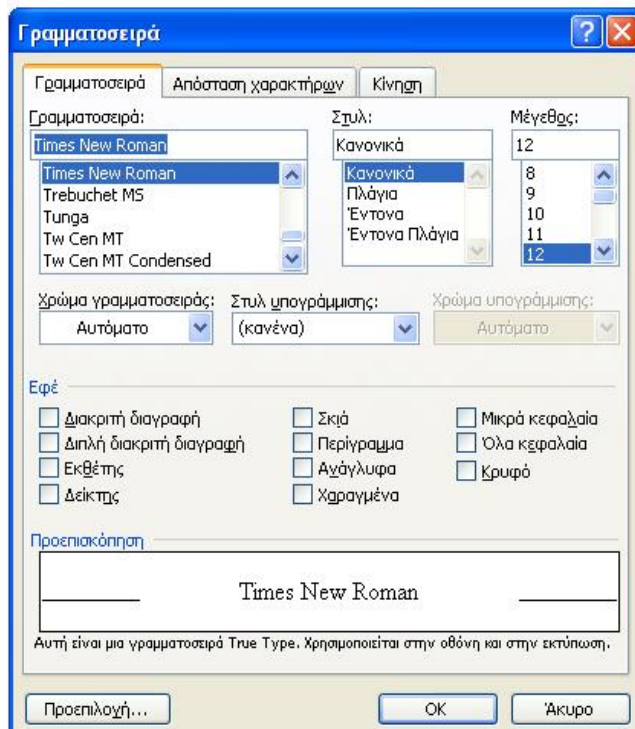 Γραμματοσειρά
Γραμματοσειρά Απόσταση χαρακτήρων Κίνηση
Γραμματοσειρά: Στυλ: Μέγεθος:
Times New Roman Κανονικά 12
Times New Roman Κανονικά 8
Trebuchet MS Πλάγια 9
Tunga Έντονα 10
Tw Cen MT Έντονα Πλάγια 11
Tw Cen MT Condensed 12
Χρώμα γραμματοσειράς: Στυλ υπογράμμισης: Χρώμα υπογράμμισης:
Αυτόματο (κανένα) Αυτόματο
Εφέ
Διακριτή διαγραφή Σκιά Μικρά κεφαλαία
Διπλή διακριτή διαγραφή Περίγραμμα Όλα κεφαλαία
Εκθέτης Ανάγλυφα Κρυφό
Δείκτης Χαραγμένα
Προεπισκόπηση
Times New Roman
Αυτή είναι μια γραμματοσειρά True Type. Χρησιμοποιείται στην οθόνη και στην εκτύπωση.
Προεπιλογή... OK Άκυρο